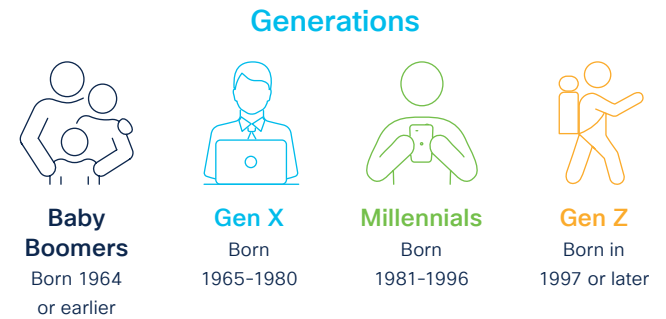 Generations
Baby
Boomers
Born 1964
or earlier
Gen X
Born
1965-1980
Millennials
Born
1981-1996
Gen Z
Born in
1997 or later